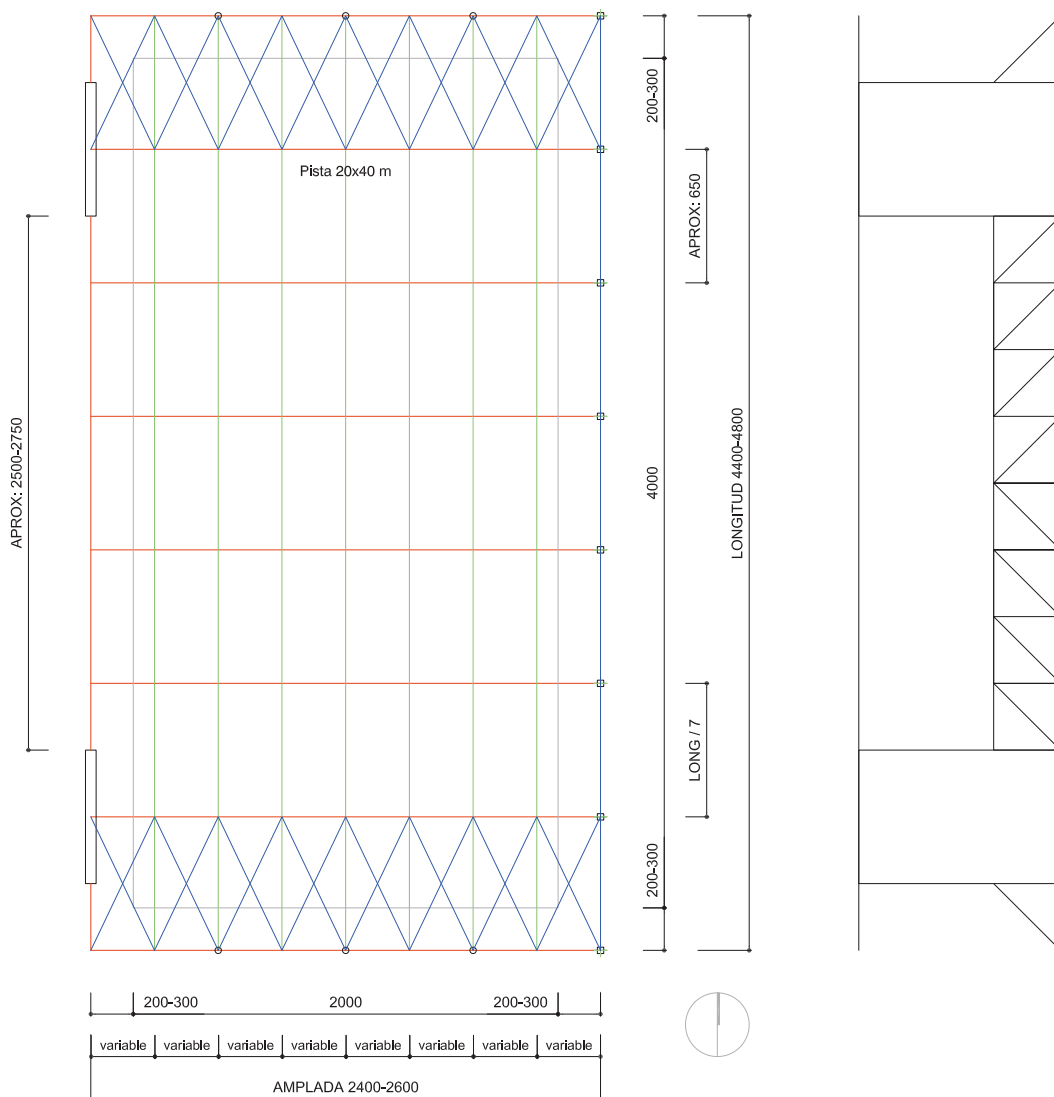 200-300
Pista 20x40 m
APROX: 650
APROX: 2500-2750
4000
LONGITUD 4400-4800
LONG / 7
200-300
200-300 2000 200-300
variable variable variable variable variable variable variable variable
AMPLADA 2400-2600